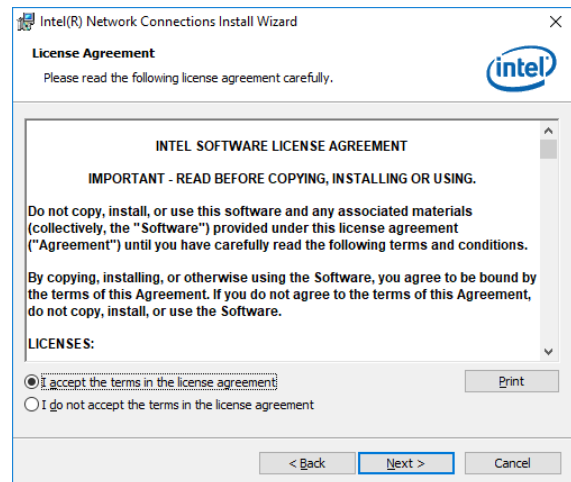 Intel(R) Network Connections Install Wizard
License Agreement
Please read the following license agreement carefully.
intel
INTEL SOFTWARE LICENSE AGREEMENT
IMPORTANT - READ BEFORE COPYING, INSTALLING OR USING.
Do not copy, install, or use this software and any associated materials
(collectively, the "Software") provided under this license agreement
("Agreement") until you have carefully read the following terms and conditions.
By copying, installing, or otherwise using the Software, you agree to be bound by
the terms of this Agreement. If you do not agree to the terms of this Agreement,
do not copy, install, or use the Software.
LICENSES:
I accept the terms in the license agreement
Print
I do not accept the terms in the license agreement
< Back
Next >
Cancel